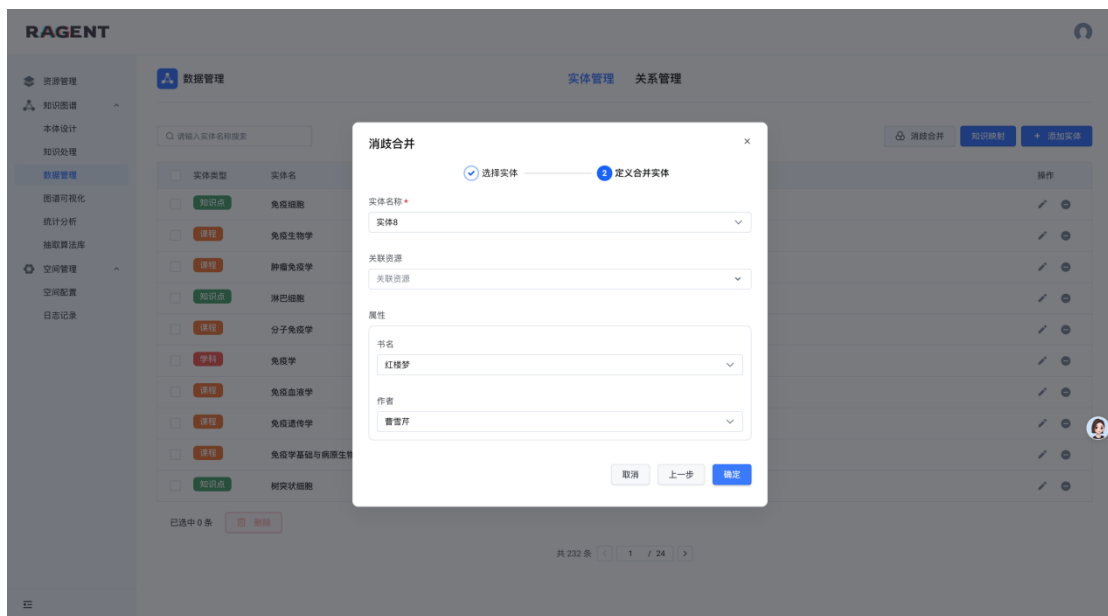 RAGENT
资源管理
知识图谱
本体设计
知识处理
数据管理
图谱可视化
统计分析
抽取算法库
空间管理
空间配置
日志记录
数据管理
实体管理 关系管理
请输入实体名称搜索
消歧合并 知识映射 + 添加实体
实体类型 实体名 操作
知识点 免疫细胞
课程 免疫生物学
课程 肿瘤免疫学
知识点 淋巴细胞
课程 分子免疫学
学科 免疫学
课程 免疫血液学
课程 免疫遗传学
课程 免疫学基础与病原生物
知识点 树突状细胞
已选中 0 条 删除
共 232 条 < 1 / 24 >
消歧合并 ×
选择实体 2 定义合并实体
实体名称 *
实体8
关联资源
关联资源
属性
书名
红楼梦
作者
曹雪芹
取消 上一步 确定